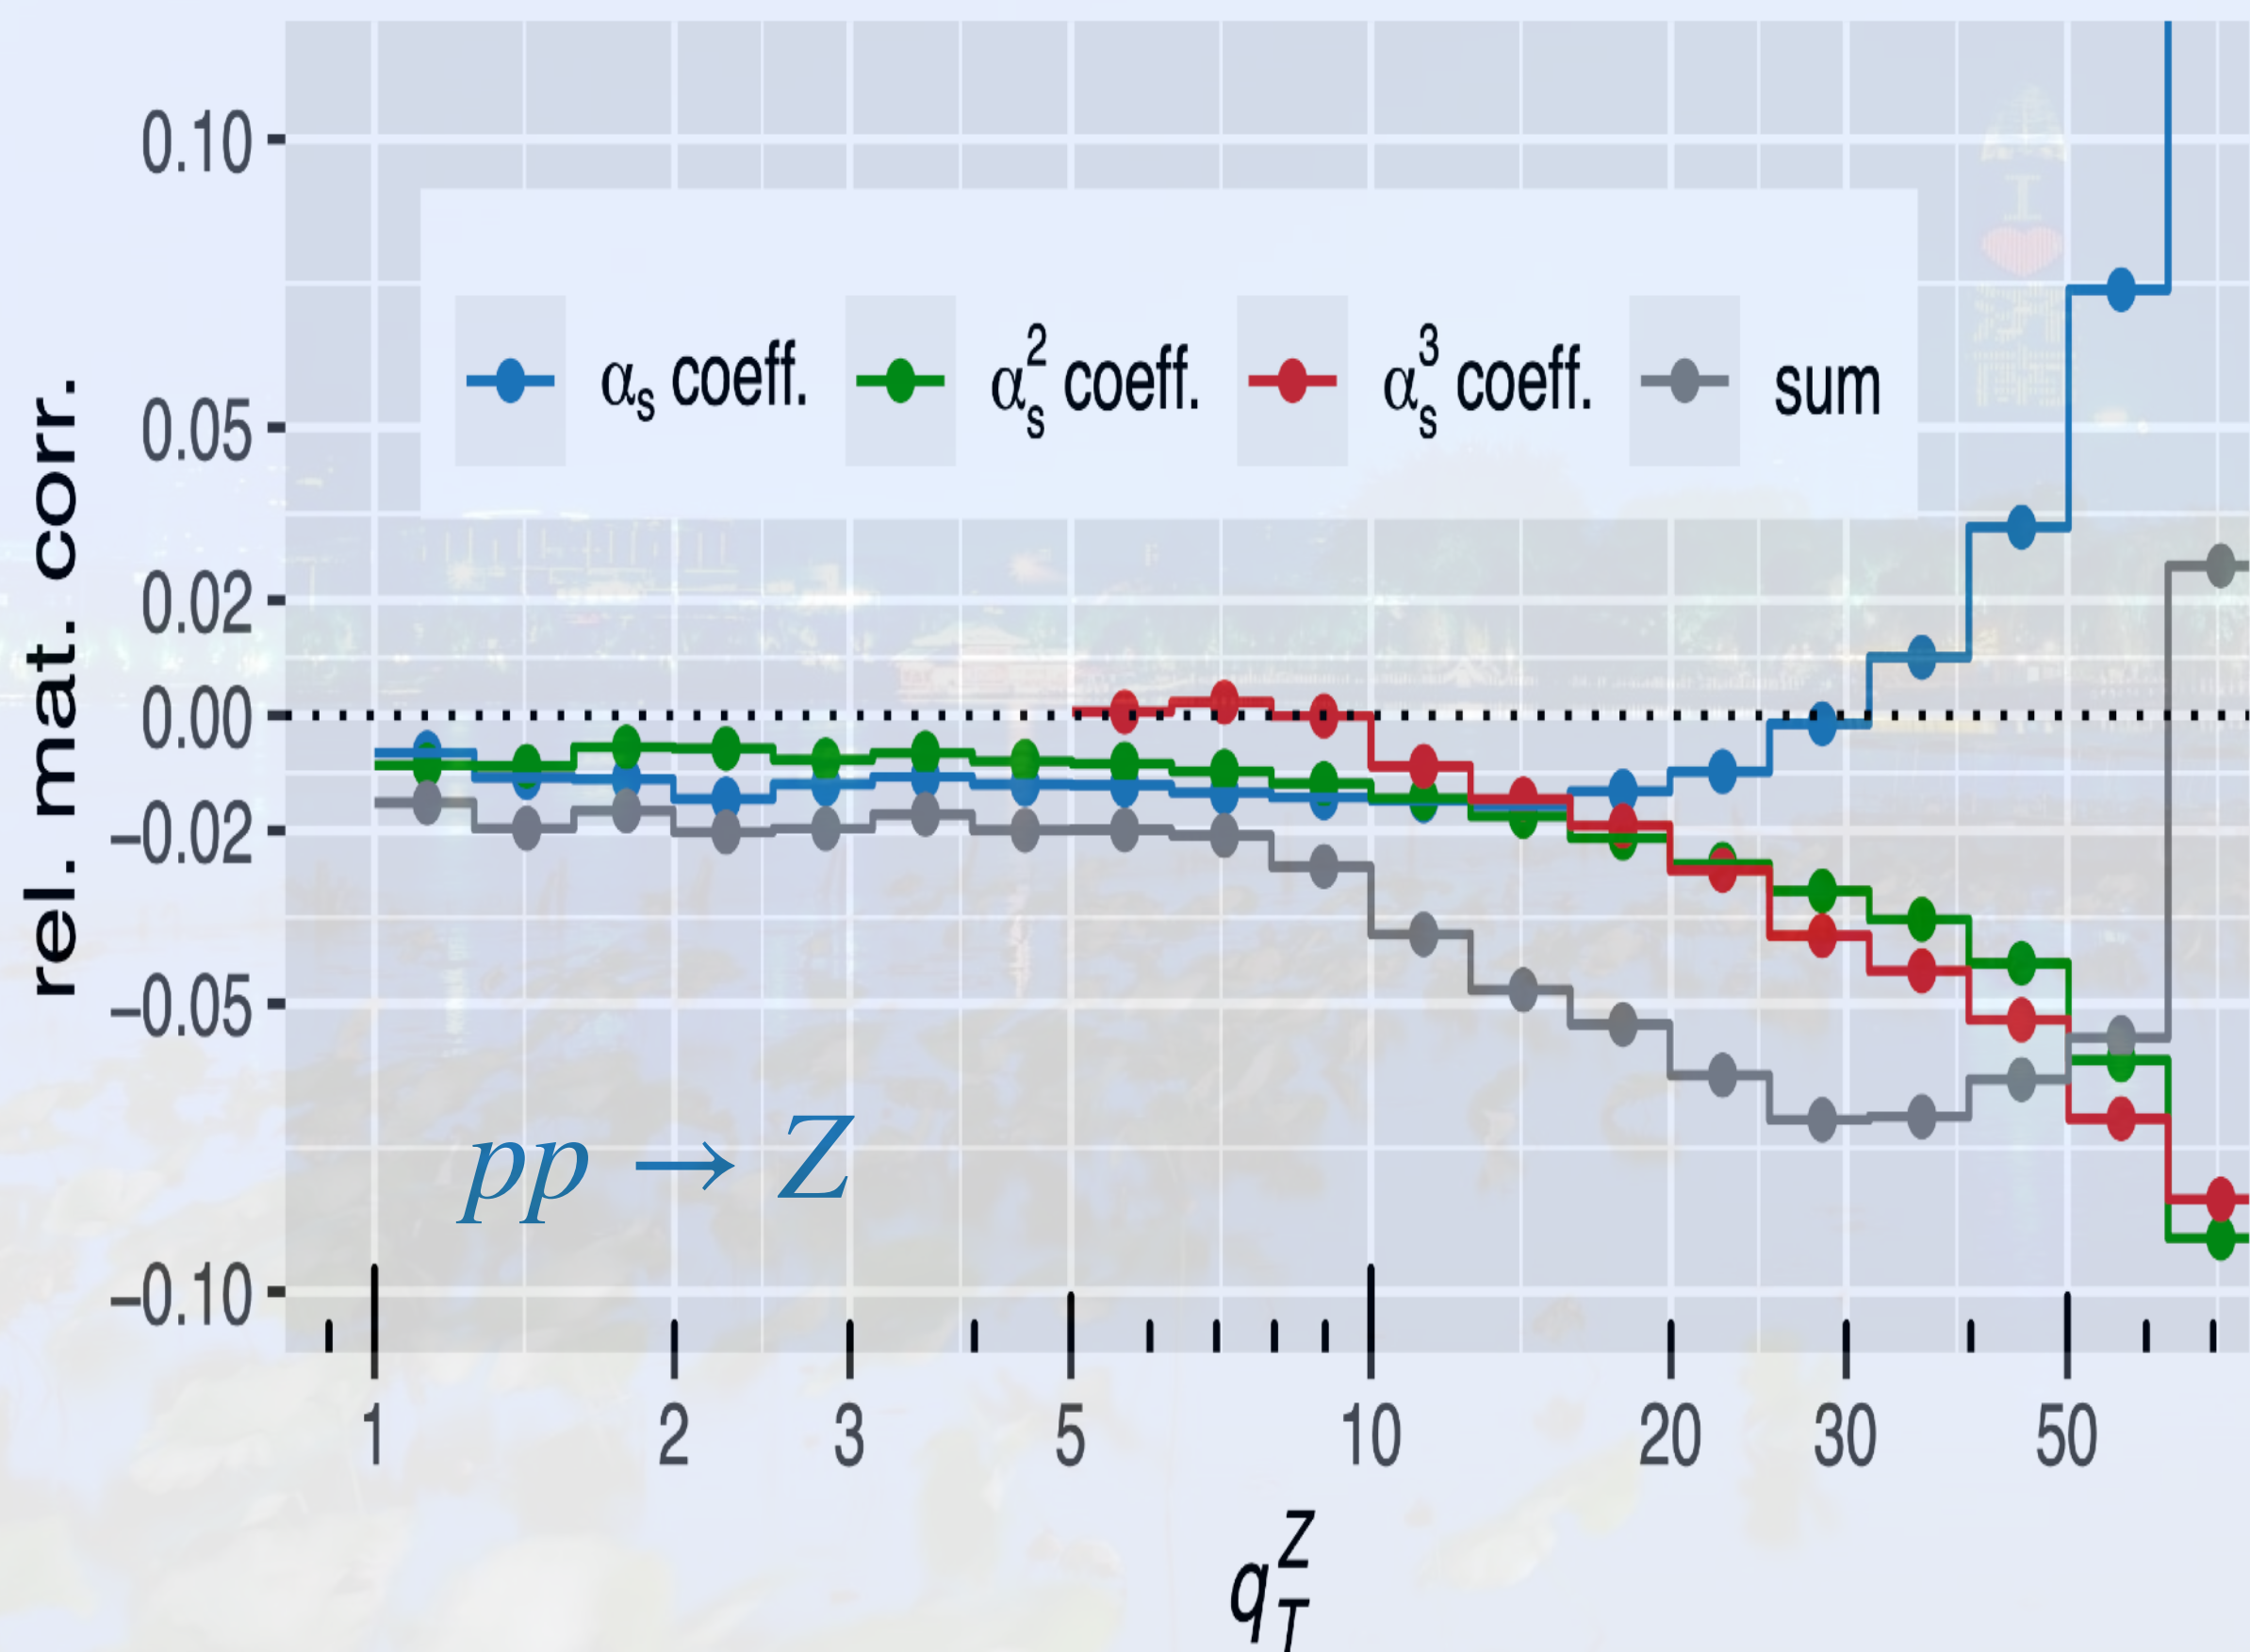 0.10
0.05
0.02
0.00
−0.02
−0.05
−0.10
rel. mat. corr.
αs coeff. αs² coeff. αs³ coeff. sum
pp → Z
1 2 3 5 10 20 30 50
q_T^Z
I